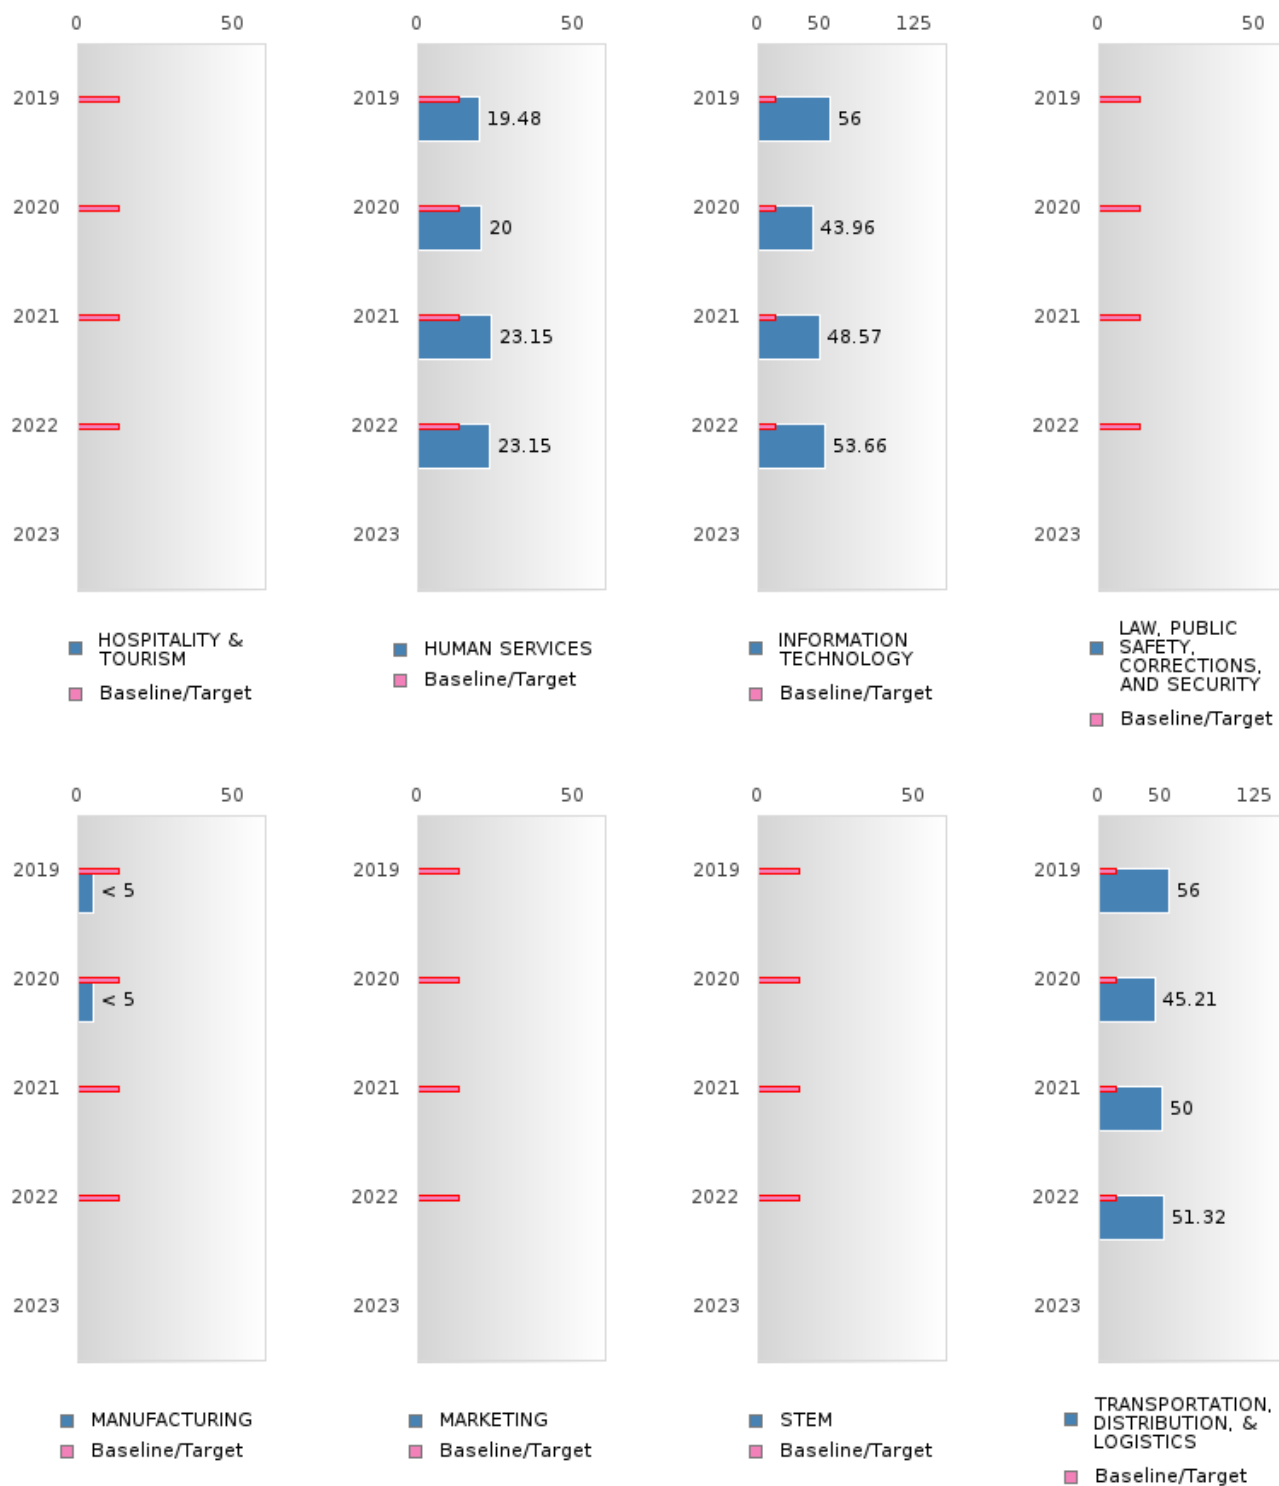 0 50
2019
2020
2021
2022
2023
HOSPITALITY &
TOURISM
Baseline/Target
0 50
2019 19.48
2020 20
2021 23.15
2022 23.15
2023
HUMAN SERVICES
Baseline/Target
0 50 125
2019 56
2020 43.96
2021 48.57
2022 53.66
2023
INFORMATION
TECHNOLOGY
Baseline/Target
0 50
2019
2020
2021
2022
2023
LAW, PUBLIC
SAFETY,
CORRECTIONS,
AND SECURITY
Baseline/Target
0 50
2019 < 5
2020 < 5
2021
2022
2023
MANUFACTURING
Baseline/Target
0 50
2019
2020
2021
2022
2023
MARKETING
Baseline/Target
0 50
2019
2020
2021
2022
2023
STEM
Baseline/Target
0 50 125
2019 56
2020 45.21
2021 50
2022 51.32
2023
TRANSPORTATION,
DISTRIBUTION, &
LOGISTICS
Baseline/Target